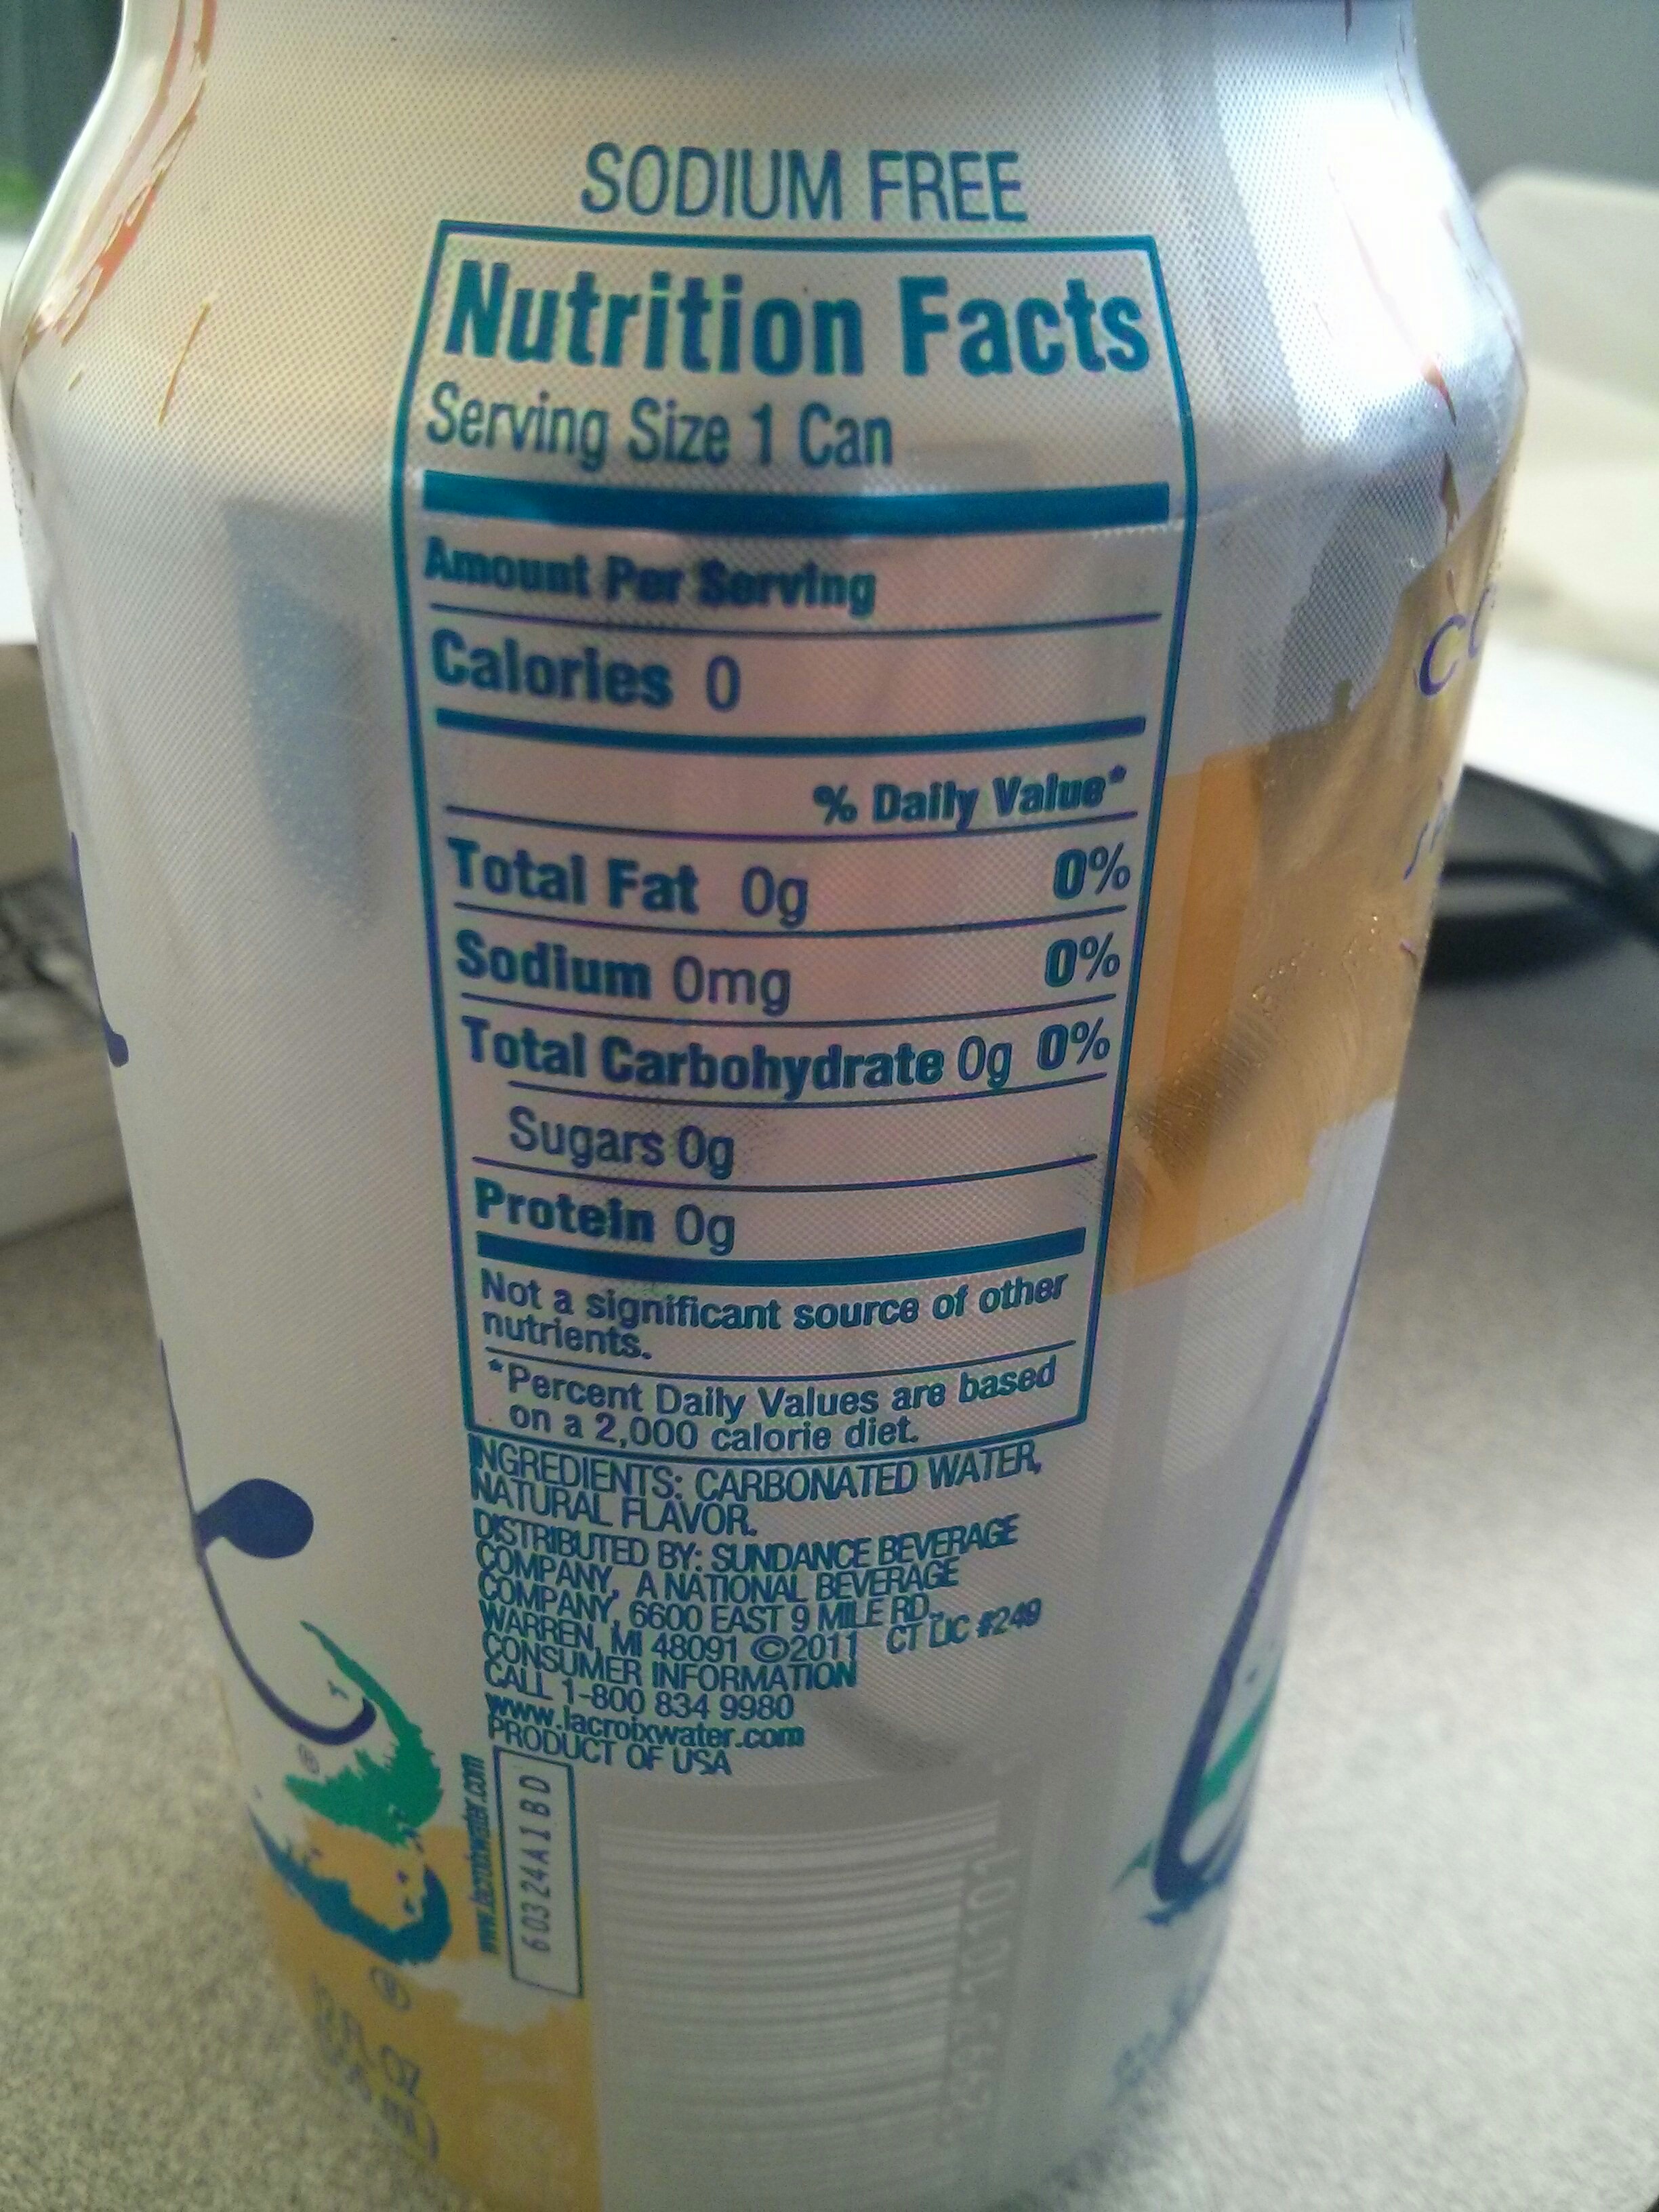 SODIUM FREE
Nutrition Facts
Serving Size 1 Can
Amount Per Serving
Calories 0
% Daily Value*
Total Fat 0g 0%
Sodium 0mg 0%
Total Carbohydrate 0g 0%
Sugars 0g
Protein 0g
Not a significant source of other
nutrients.
*Percent Daily Values are based
on a 2,000 calorie diet.
INGREDIENTS: CARBONATED WATER,
NATURAL FLAVOR.
DISTRIBUTED BY: SUNDANCE BEVERAGE
COMPANY, A NATIONAL BEVERAGE
COMPANY, 6600 EAST 9 MILE RD.,
WARREN, MI 48091 ©2011 CT LIC #249
CONSUMER INFORMATION
CALL 1-800 834 9980
www.lacroixwater.com
PRODUCT OF USA
www.lacroixwater.com
60324A1BD
FL OZ